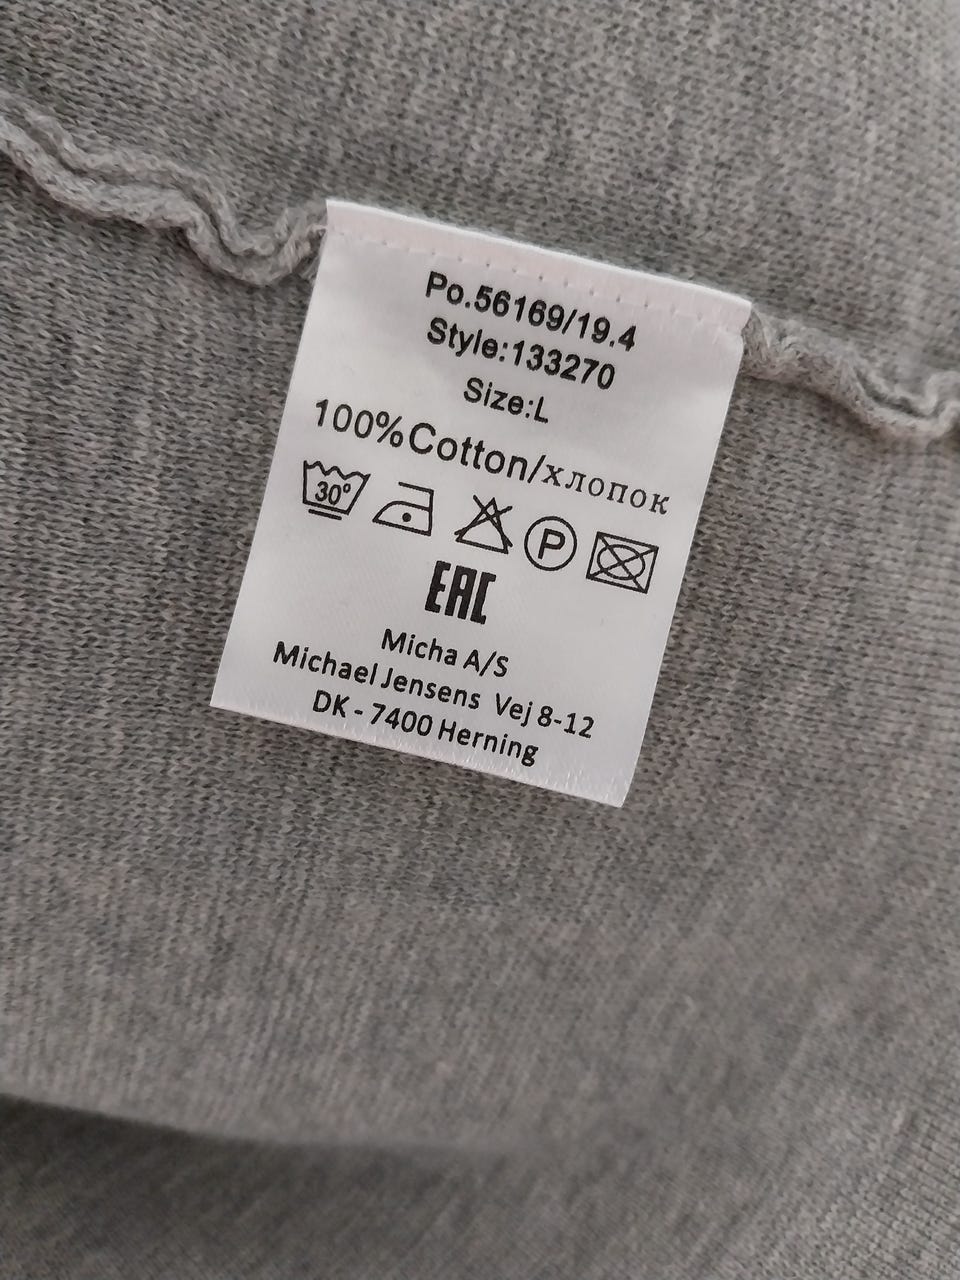 Po.56169/19.4
Style:133270
Size:L
100%Cotton/хлопок
30° P
EAC
Micha A/S
Michael Jensens Vej 8-12
DK - 7400 Herning